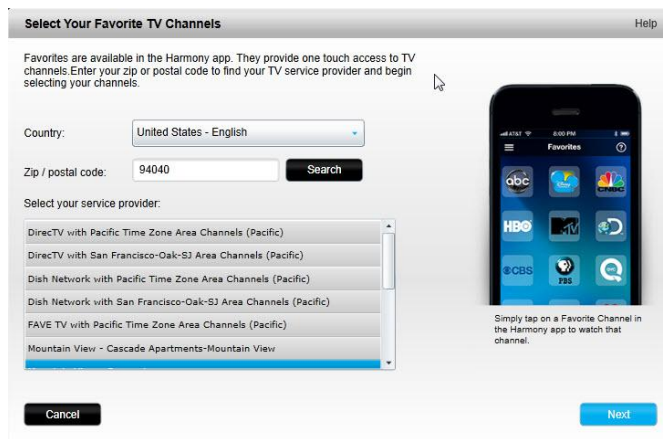 Select Your Favorite TV Channels
Help
Favorites are available in the Harmony app. They provide one touch access to TV
channels.Enter your zip or postal code to find your TV service provider and begin
selecting your channels.
Country:
United States - English
Zip / postal code:
94040
Search
Select your service provider:
DirecTV with Pacific Time Zone Area Channels (Pacific)
DirecTV with San Francisco-Oak-SJ Area Channels (Pacific)
Dish Network with Pacific Time Zone Area Channels (Pacific)
Dish Network with San Francisco-Oak-SJ Area Channels (Pacific)
FAVE TV with Pacific Time Zone Area Channels (Pacific)
Mountain View - Cascade Apartments-Mountain View
AT&T
8:00 PM
Favorites
abc
CNBC
HBO
MTV
D
CBS
PBS
Q
Simply tap on a Favorite Channel in
the Harmony app to watch that
channel.
Cancel
Next